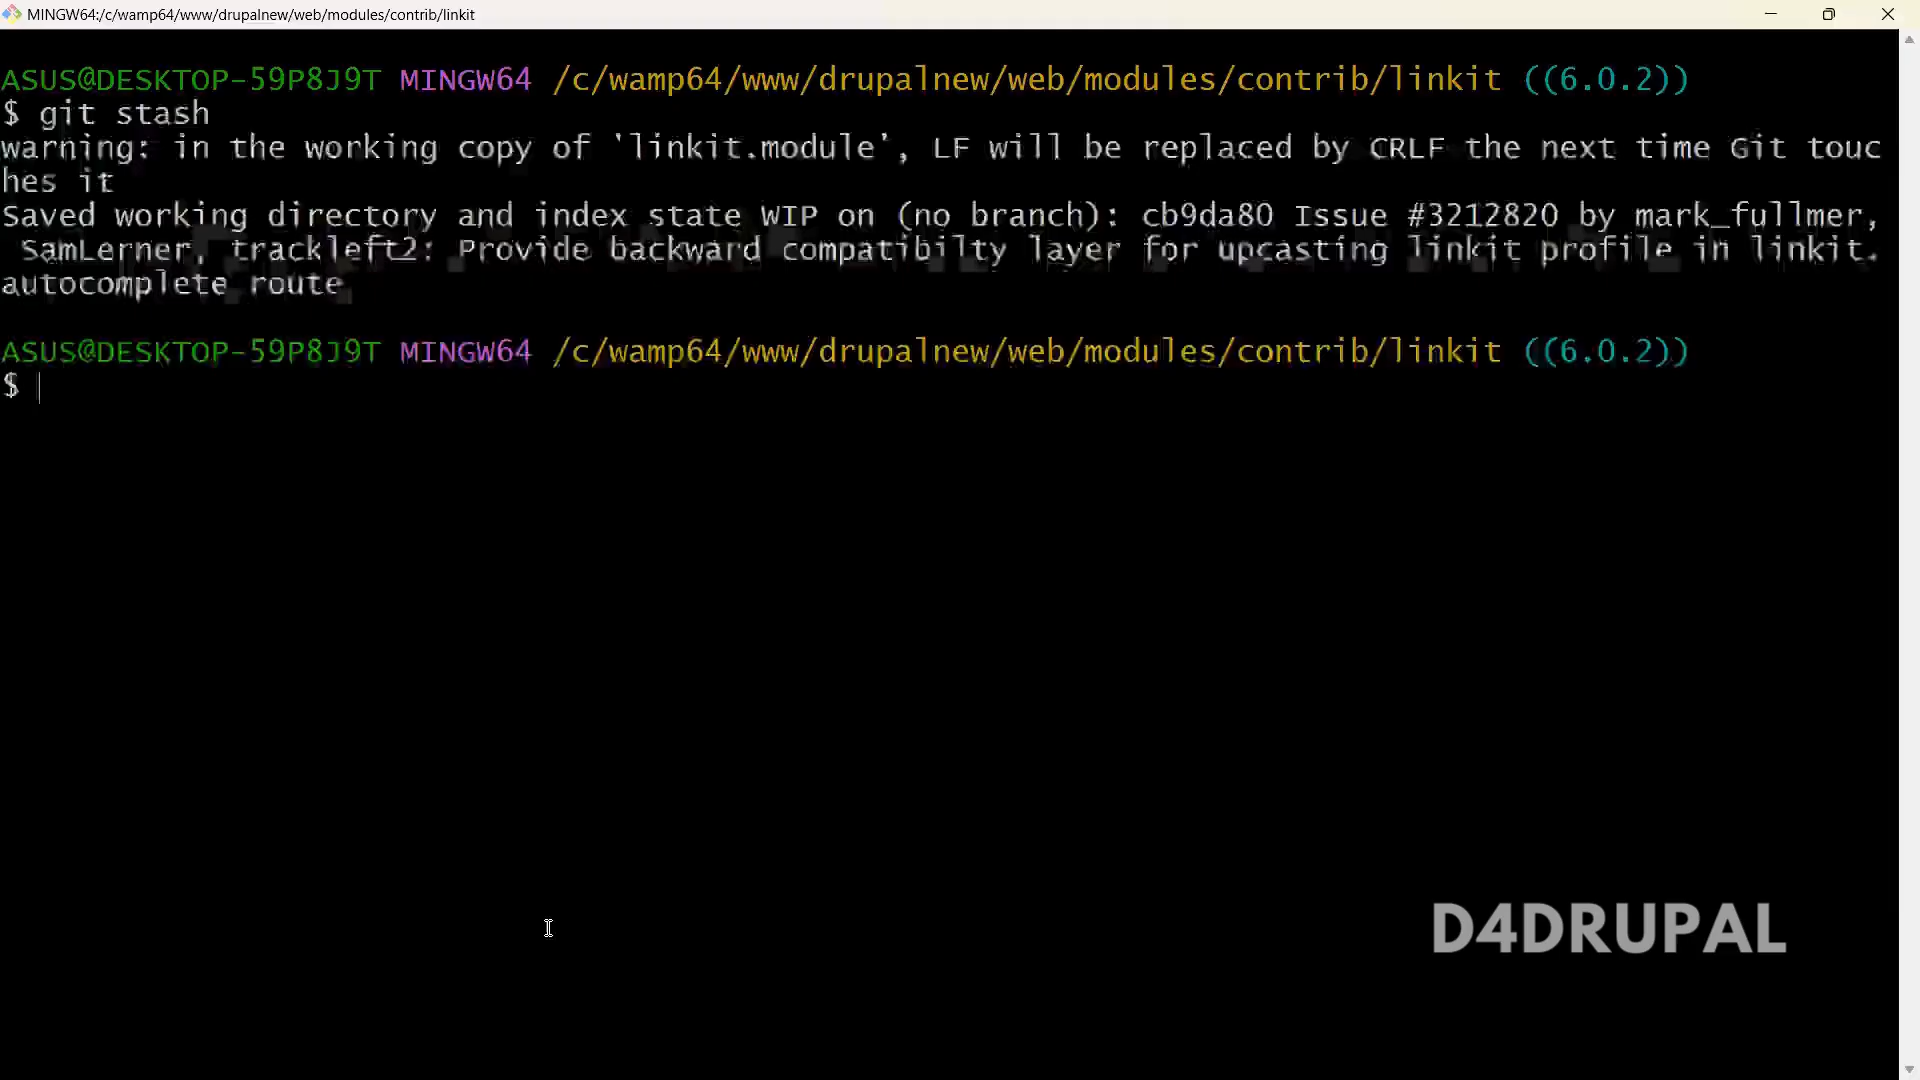 MINGW64:/c/wamp64/www/drupalnew/web/modules/contrib/linkit
ASUS@DESKTOP-59P8J9T MINGW64 /c/wamp64/www/drupalnew/web/modules/contrib/linkit ((6.0.2))
$ git stash
warning: in the working copy of 'linkit.module', LF will be replaced by CRLF the next time Git touc
hes it
Saved working directory and index state WIP on (no branch): cb9da80 Issue #3212820 by mark_fullmer,
SamLerner, trackleft2: Provide backward compatibilty layer for upcasting linkit profile in linkit.
autocomplete route
ASUS@DESKTOP-59P8J9T MINGW64 /c/wamp64/www/drupalnew/web/modules/contrib/linkit ((6.0.2))
$
D4DRUPAL